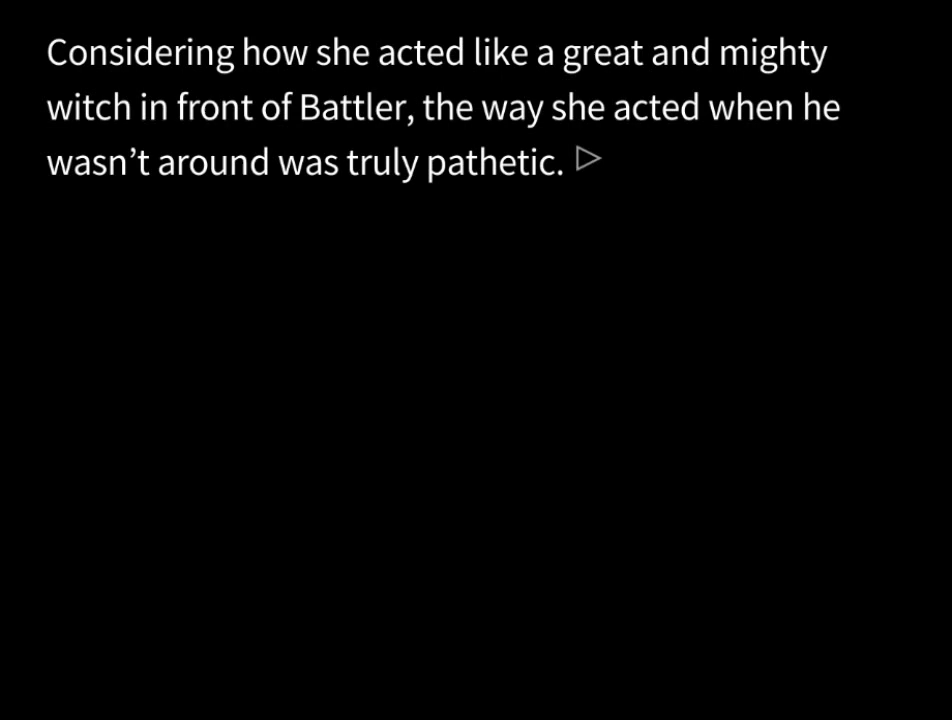 Considering how she acted like a great and mighty
witch in front of Battler, the way she acted when he
wasn’t around was truly pathetic.